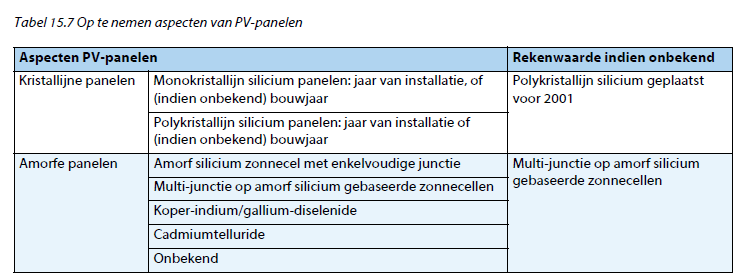 Tabel 15.7 Op te nemen aspecten van PV-panelen
Aspecten PV-panelen
Rekenwaarde indien onbekend
Kristallijne panelen
Monokristallijn silicium panelen: jaar van installatie, of
(indien onbekend) bouwjaar
Polykristallijn silicium panelen: jaar van installatie of
(indien onbekend) bouwjaar
Polykristallijn silicium geplaatst
voor 2001
Amorfe panelen
Amorf silicium zonnecel met enkelvoudige junctie
Multi-junctie op amorf silicium gebaseerde zonnecellen
Koper-indium/gallium-diselenide
Cadmiumtelluride
Onbekend
Multi-junctie op amorf silicium
gebaseerde zonnecellen